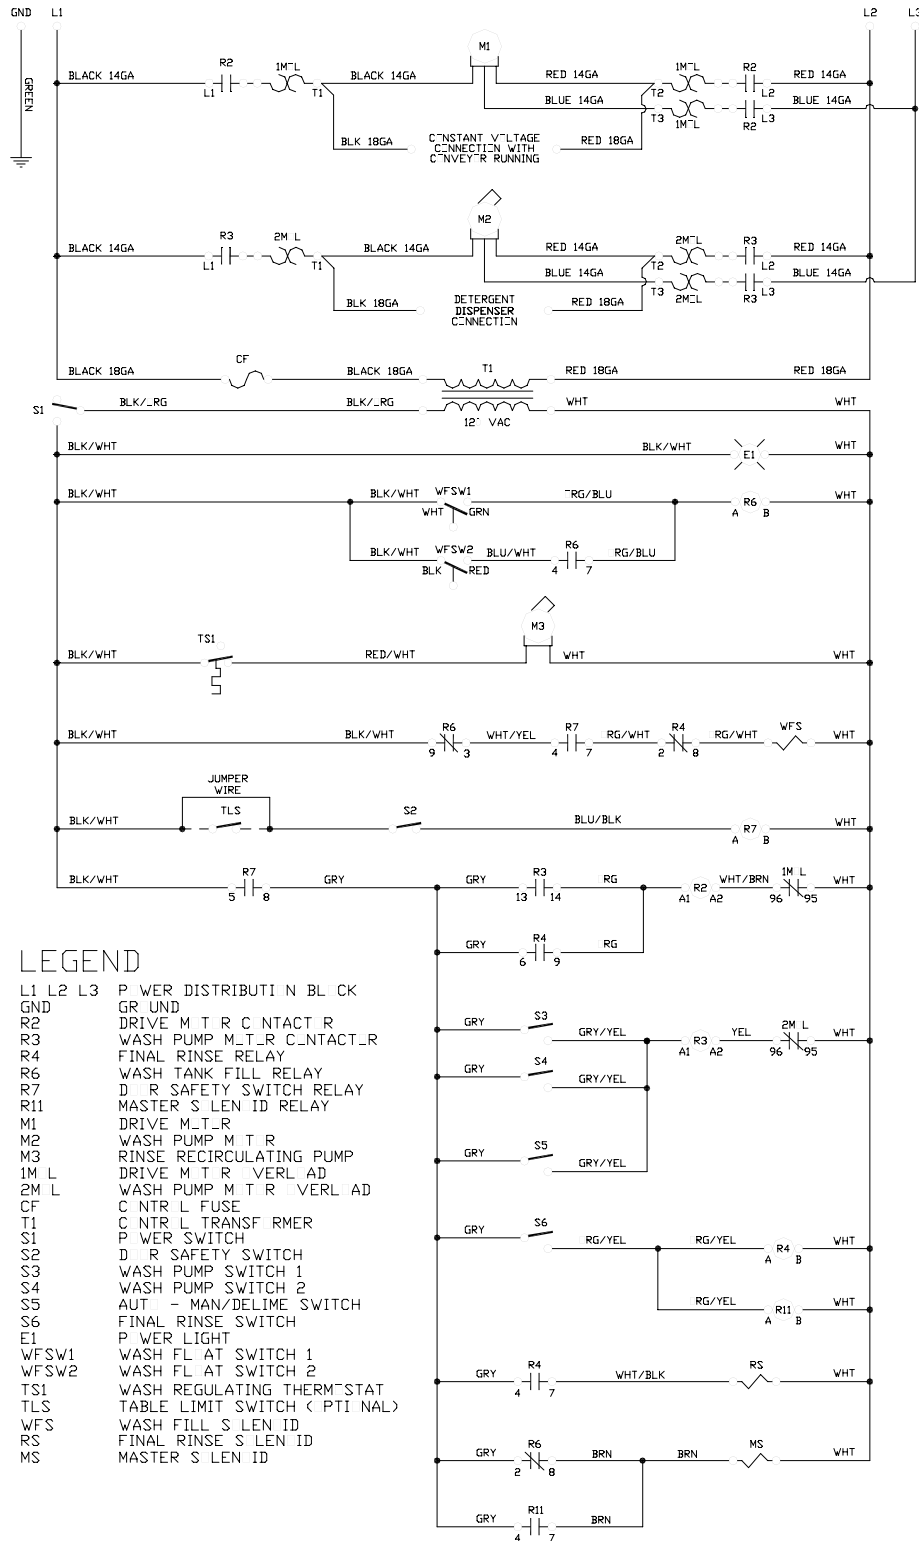 GND L1 L2 L3
GREEN
M1
BLACK 14GA R2 1MOL BLACK 14GA RED 14GA 1MOL R2 RED 14GA
L1 T1 T2 L2
BLUE 14GA BLUE 14GA
T3 1MOL R2 L3
BLK 18GA CONSTANT VOLTAGE RED 18GA
CONNECTION WITH
CONVEYOR RUNNING
M2
BLACK 14GA R3 2MOL BLACK 14GA RED 14GA 2MOL R3 RED 14GA
L1 T1 T2 L2
BLUE 14GA BLUE 14GA
T3 2MOL R3 L3
BLK 18GA DETERGENT RED 18GA
DISPENSER
CONNECTION
BLACK 18GA CF BLACK 18GA T1 RED 18GA RED 18GA
S1 BLK/ORG BLK/ORG WHT WHT
120 VAC
BLK/WHT BLK/WHT E1 WHT
BLK/WHT BLK/WHT WFSW1 ORG/BLU R6 WHT
WHT GRN A B
BLK/WHT WFSW2 BLU/WHT R6 ORG/BLU
BLK RED 4 7
M3
BLK/WHT TS1 RED/WHT WHT WHT
BLK/WHT BLK/WHT R6 WHT/YEL R7 ORG/WHT R4 ORG/WHT WFS WHT
9 3 4 7 2 8
JUMPER
WIRE
BLK/WHT TLS S2 BLU/BLK R7 WHT
A B
BLK/WHT R7 GRY GRY R3 ORG R2 WHT/BRN 1MOL WHT
5 8 13 14 A1 A2 96 95
GRY R4 ORG
6 9
GRY S3 GRY/YEL R3 YEL 2MOL WHT
A1 A2 96 95
GRY S4 GRY/YEL
GRY S5 GRY/YEL
GRY S6 ORG/YEL ORG/YEL R4 WHT
A B
ORG/YEL R11 WHT
A B
GRY R4 WHT/BLK RS WHT
4 7
GRY R6 BRN BRN MS WHT
2 8
GRY R11 BRN
4 7
LEGEND
L1 L2 L3 POWER DISTRIBUTION BLOCK
GND GROUND
R2 DRIVE MOTOR CONTACTOR
R3 WASH PUMP MOTOR CONTACTOR
R4 FINAL RINSE RELAY
R6 WASH TANK FILL RELAY
R7 DOOR SAFETY SWITCH RELAY
R11 MASTER SOLENOID RELAY
M1 DRIVE MOTOR
M2 WASH PUMP MOTOR
M3 RINSE RECIRCULATING PUMP
1MOL DRIVE MOTOR OVERLOAD
2MOL WASH PUMP MOTOR OVERLOAD
CF CONTROL FUSE
T1 CONTROL TRANSFORMER
S1 POWER SWITCH
S2 DOOR SAFETY SWITCH
S3 WASH PUMP SWITCH 1
S4 WASH PUMP SWITCH 2
S5 AUTO - MAN/DELIME SWITCH
S6 FINAL RINSE SWITCH
E1 POWER LIGHT
WFSW1 WASH FLOAT SWITCH 1
WFSW2 WASH FLOAT SWITCH 2
TS1 WASH REGULATING THERMOSTAT
TLS TABLE LIMIT SWITCH (OPTIONAL)
WFS WASH FILL SOLENOID
RS FINAL RINSE SOLENOID
MS MASTER SOLENOID